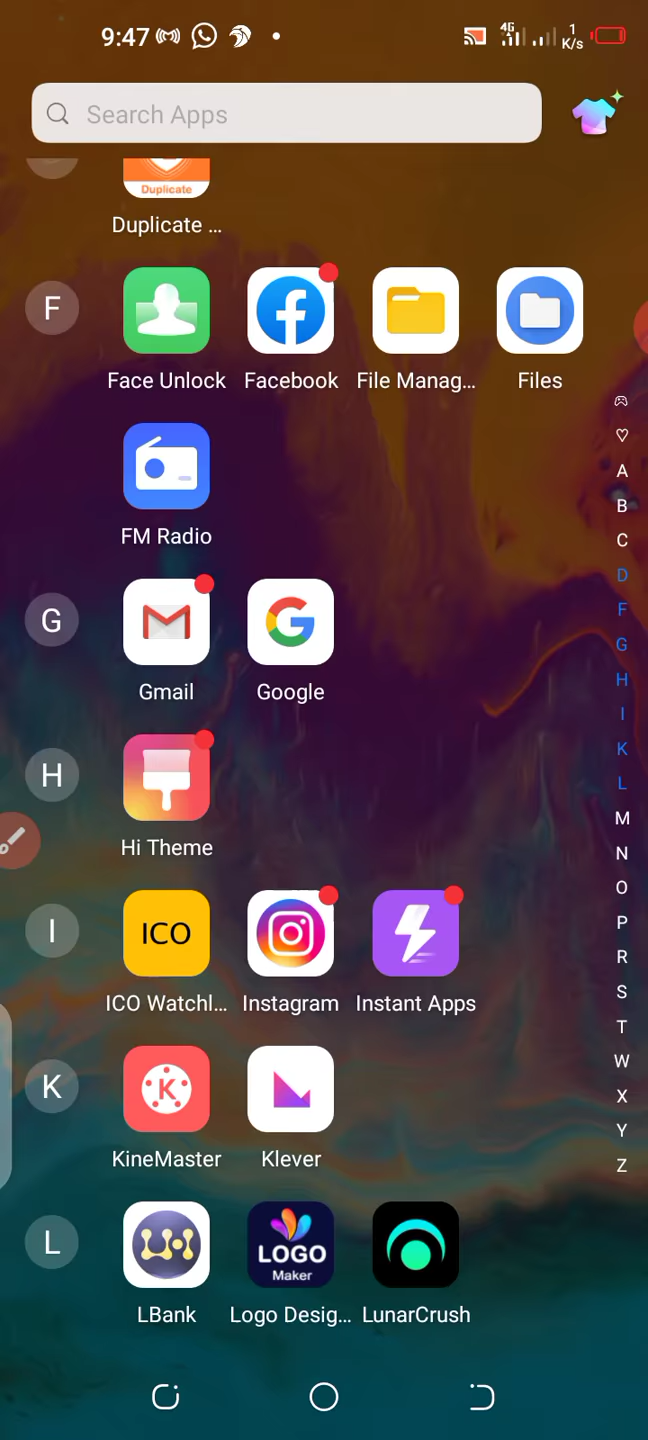 9:47
4G
1
K/s
Search Apps
Duplicate
Duplicate ...
F
Face Unlock
Facebook
File Manag...
Files
FM Radio
G
Gmail
Google
H
Hi Theme
I
ICO
ICO Watchl...
Instagram
Instant Apps
K
K
KineMaster
Klever
L
LOGO
Maker
LBank
Logo Desig...
LunarCrush
A
B
C
D
F
G
H
I
K
L
M
N
O
P
R
S
T
W
X
Y
Z